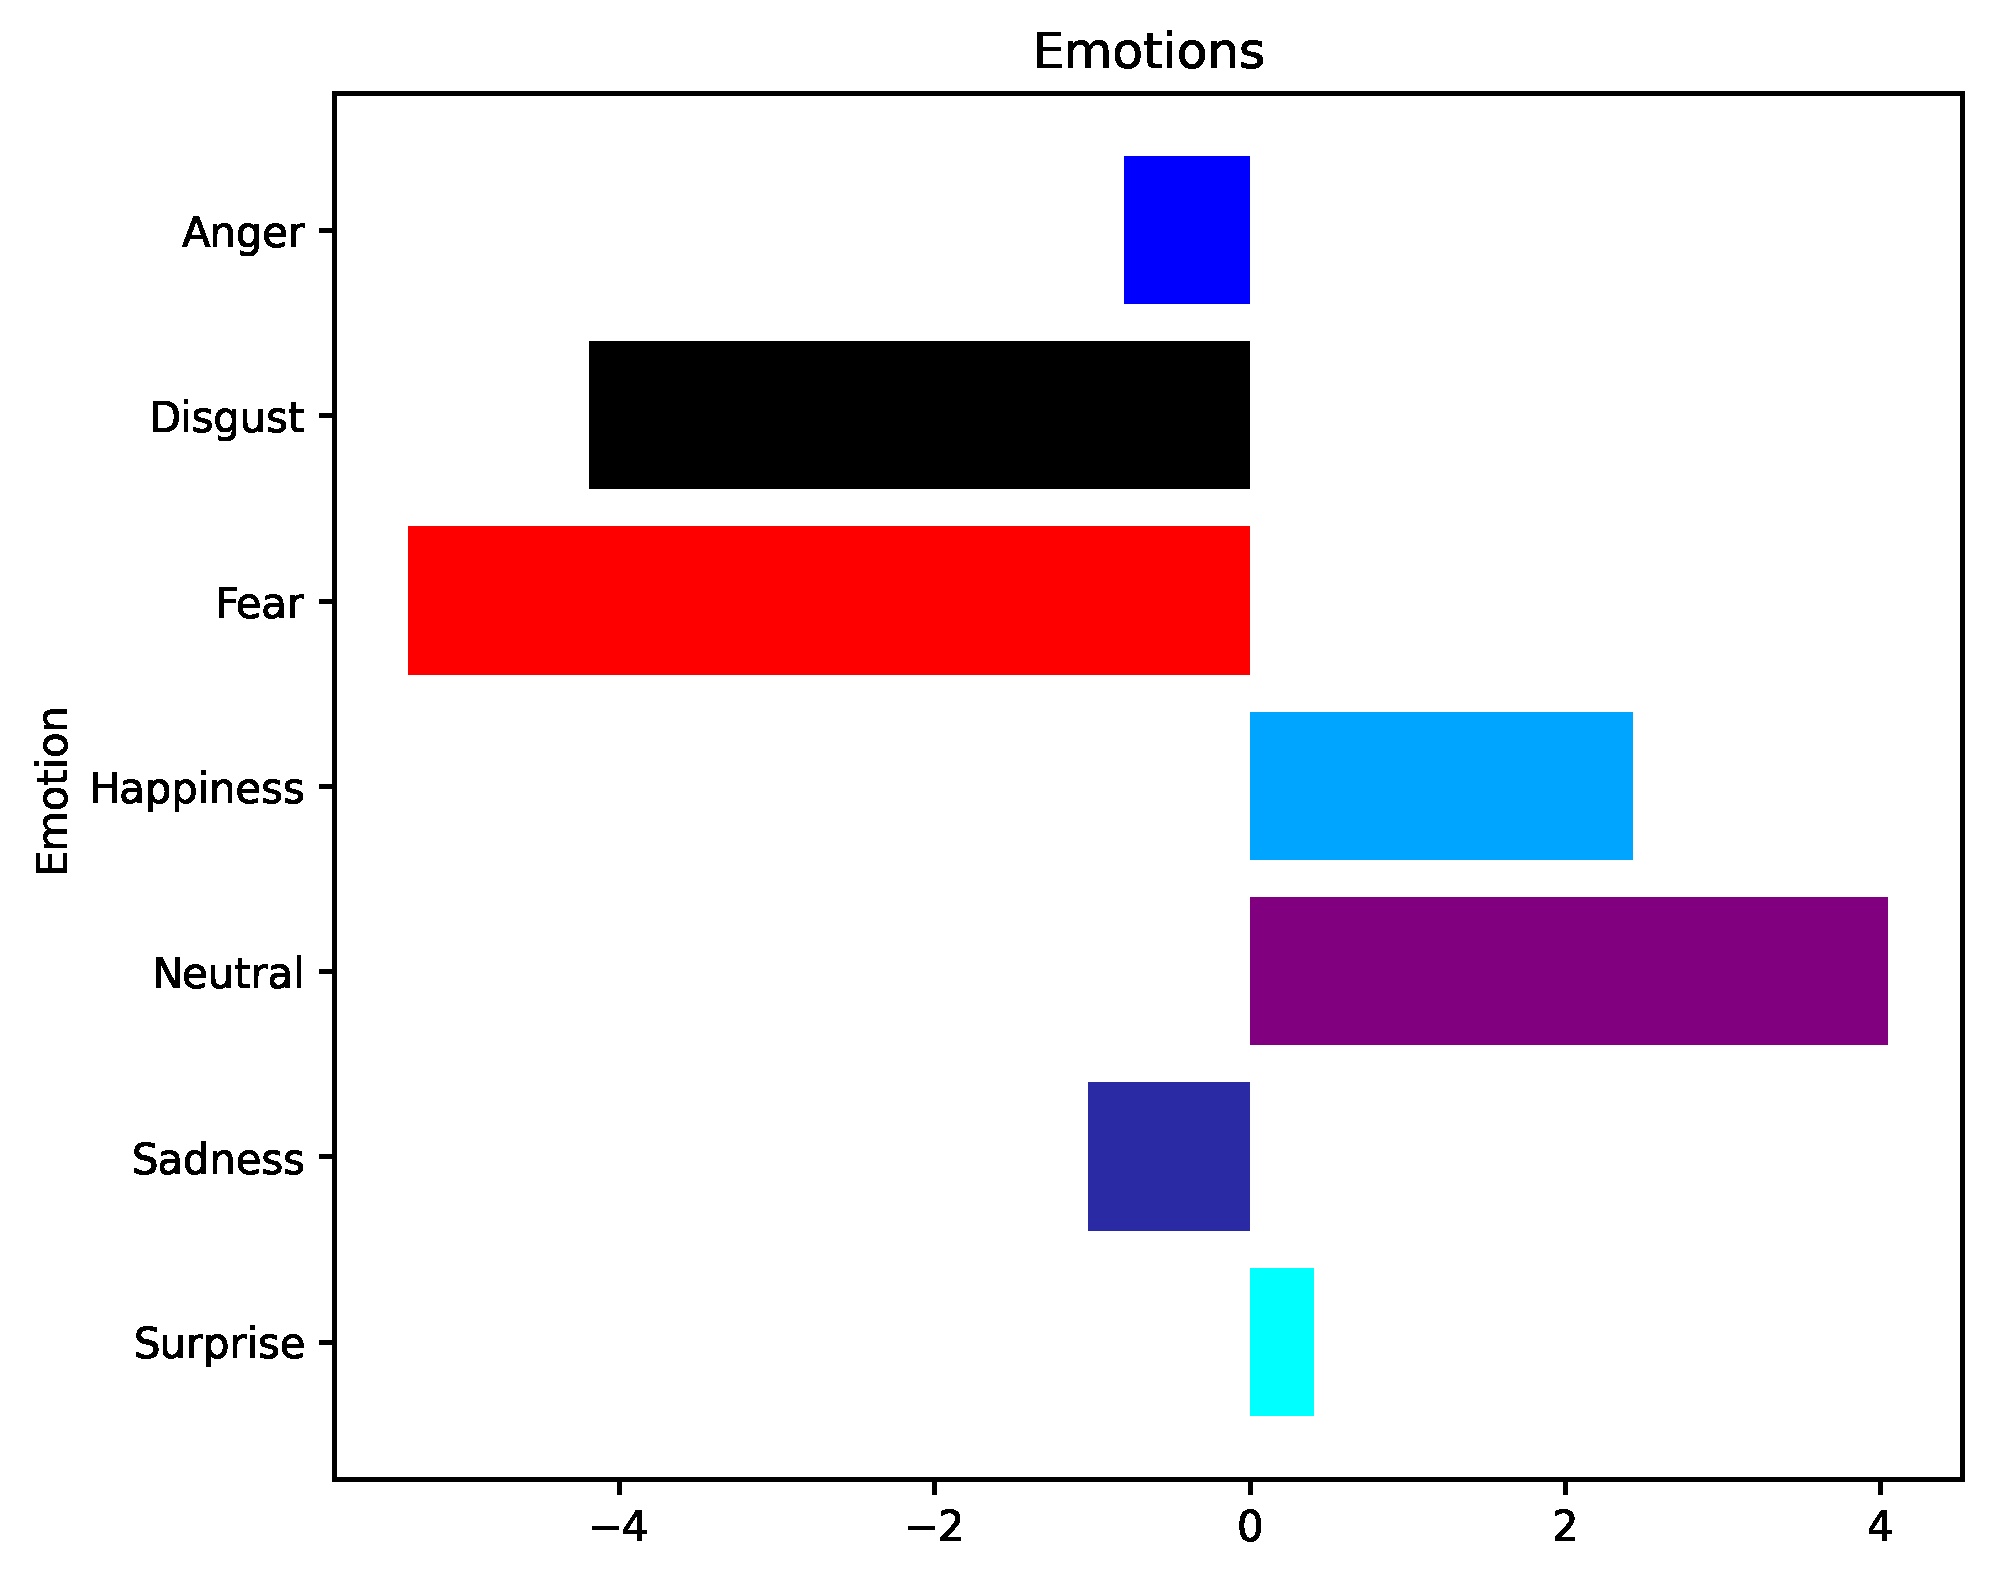 Emotions
Anger
Disgust
Fear
Happiness
Neutral
Sadness
Surprise
Emotion
−4 −2 0 2 4